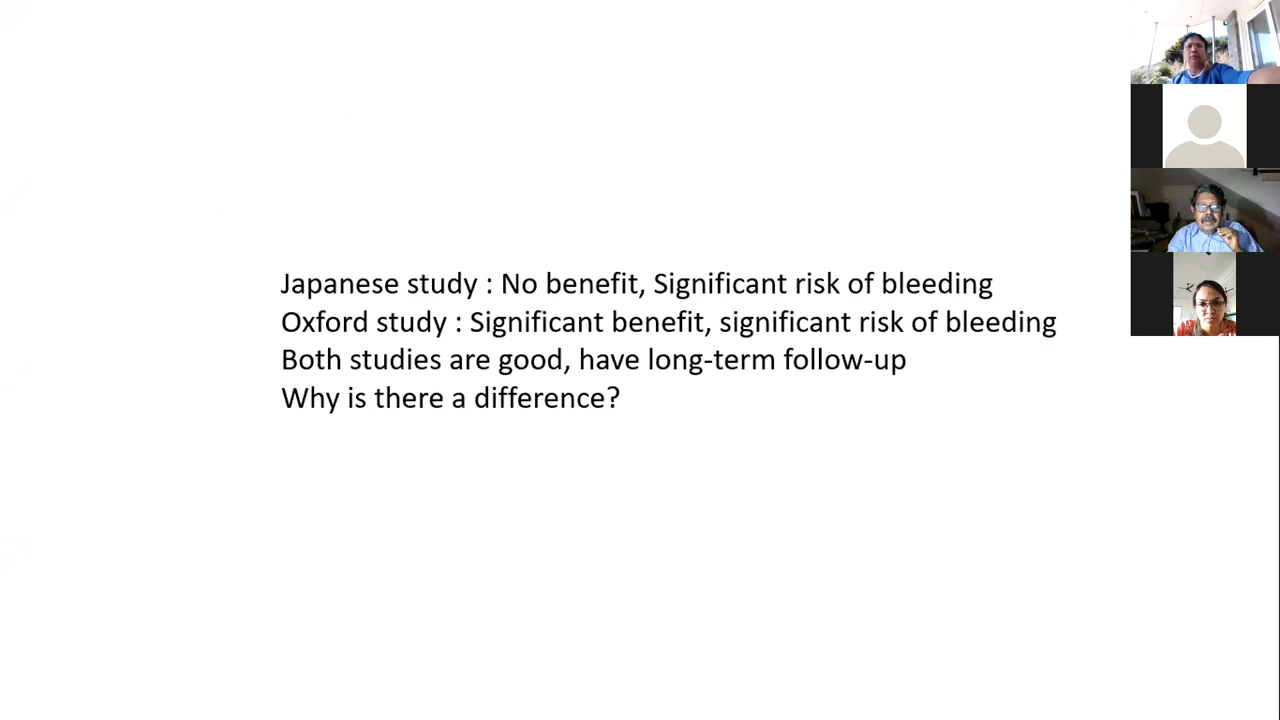 Japanese study : No benefit, Significant risk of bleeding
Oxford study : Significant benefit, significant risk of bleeding
Both studies are good, have long-term follow-up
Why is there a difference?